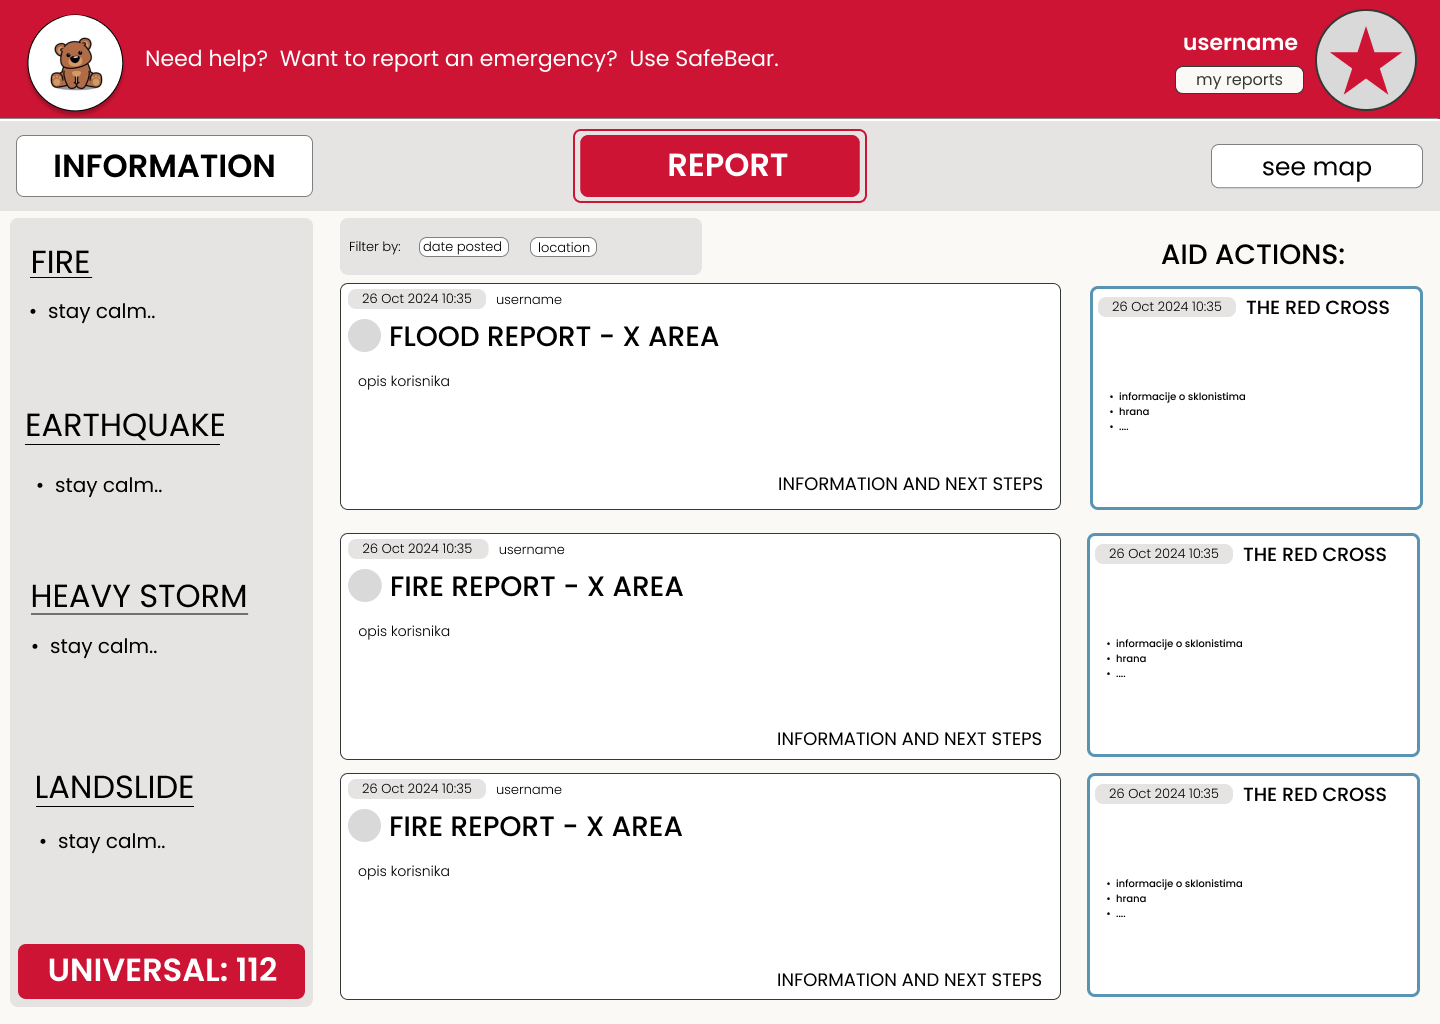 Need help?  Want to report an emergency?  Use SafeBear.
username
my reports
INFORMATION
REPORT
see map
FIRE
• stay calm..
EARTHQUAKE
• stay calm..
HEAVY STORM
• stay calm..
LANDSLIDE
• stay calm..
UNIVERSAL: 112
Filter by:
date posted
location
26 Oct 2024 10:35
username
FLOOD REPORT - X AREA
opis korisnika
INFORMATION AND NEXT STEPS
26 Oct 2024 10:35
username
FIRE REPORT - X AREA
opis korisnika
INFORMATION AND NEXT STEPS
26 Oct 2024 10:35
username
FIRE REPORT - X AREA
opis korisnika
INFORMATION AND NEXT STEPS
AID ACTIONS:
26 Oct 2024 10:35
THE RED CROSS
• informacije o sklonistima
• hrana
• ....
26 Oct 2024 10:35
THE RED CROSS
• informacije o sklonistima
• hrana
• ....
26 Oct 2024 10:35
THE RED CROSS
• informacije o sklonistima
• hrana
• ....